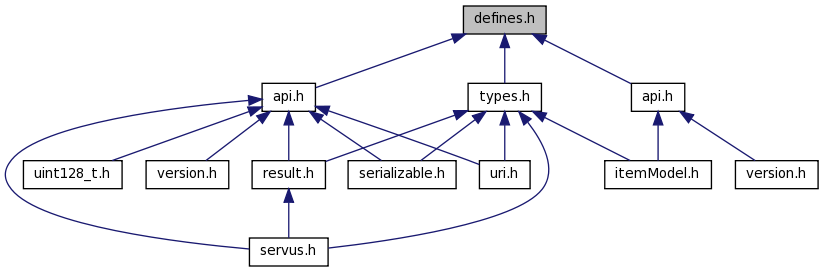 defines.h
api.h
types.h
api.h
uint128_t.h
version.h
result.h
serializable.h
uri.h
itemModel.h
version.h
servus.h